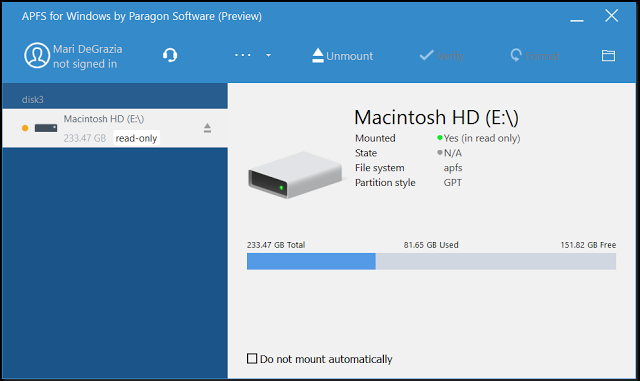 APFS for Windows by Paragon Software (Preview)
Mari DeGrazia
not signed in
Unmount
Verify
disk3
Macintosh HD (E:\)
233.47 GB
read-only
Macintosh HD (E:\)
Mounted Yes (in read only)
State N/A
File system apfs
Partition style GPT
233.47 GB Total 81.65 GB Used 151.82 GB Free
Do not mount automatically